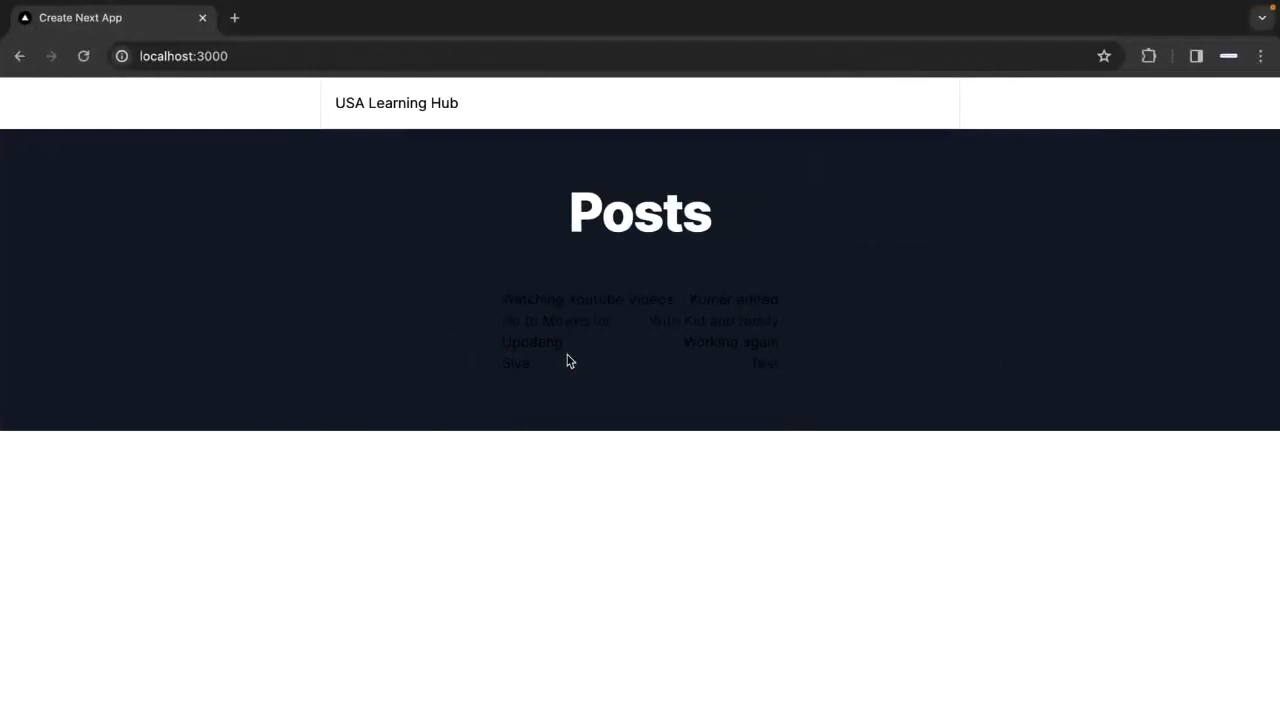 Create Next App
localhost:3000
USA Learning Hub
Posts
Watching Youtube Videos Kumar edited
Go to Movies for With Kid and family
Updating Working again
Siva Test